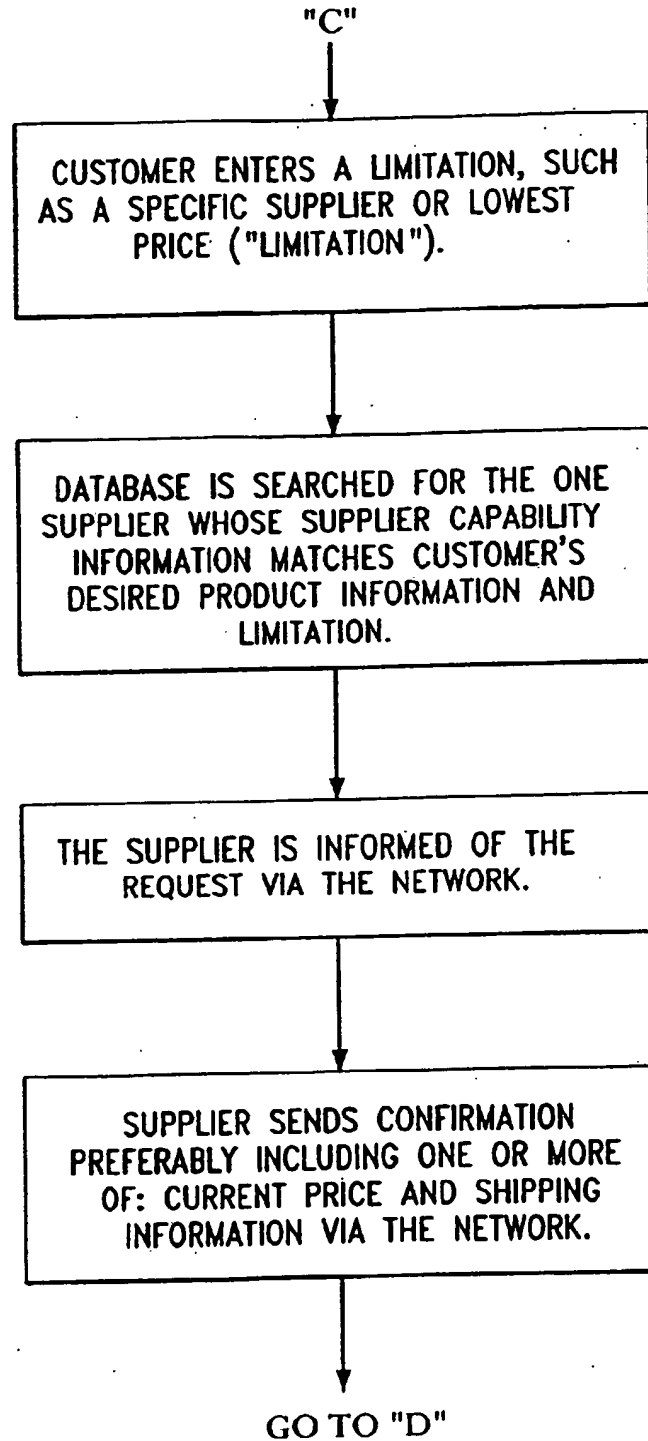 "C"
CUSTOMER ENTERS A LIMITATION, SUCH
AS A SPECIFIC SUPPLIER OR LOWEST
PRICE ("LIMITATION").
DATABASE IS SEARCHED FOR THE ONE
SUPPLIER WHOSE SUPPLIER CAPABILITY
INFORMATION MATCHES CUSTOMER'S
DESIRED PRODUCT INFORMATION AND
LIMITATION.
THE SUPPLIER IS INFORMED OF THE
REQUEST VIA THE NETWORK.
SUPPLIER SENDS CONFIRMATION
PREFERABLY INCLUDING ONE OR MORE
OF: CURRENT PRICE AND SHIPPING
INFORMATION VIA THE NETWORK.
GO TO "D"